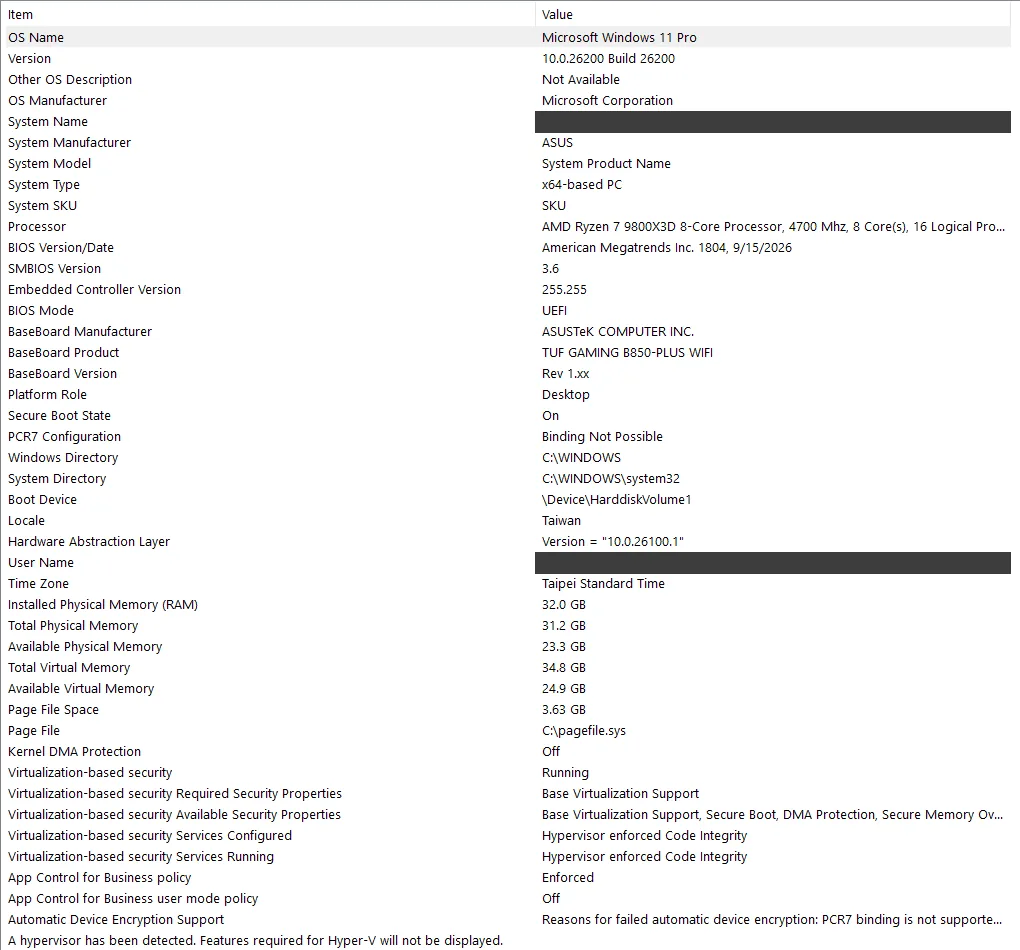 Item Value
OS Name Microsoft Windows 11 Pro
Version 10.0.26200 Build 26200
Other OS Description Not Available
OS Manufacturer Microsoft Corporation
System Name
System Manufacturer ASUS
System Model System Product Name
System Type x64-based PC
System SKU SKU
Processor AMD Ryzen 7 9800X3D 8-Core Processor, 4700 Mhz, 8 Core(s), 16 Logical Pro...
BIOS Version/Date American Megatrends Inc. 1804, 9/15/2026
SMBIOS Version 3.6
Embedded Controller Version 255.255
BIOS Mode UEFI
BaseBoard Manufacturer ASUSTeK COMPUTER INC.
BaseBoard Product TUF GAMING B850-PLUS WIFI
BaseBoard Version Rev 1.xx
Platform Role Desktop
Secure Boot State On
PCR7 Configuration Binding Not Possible
Windows Directory C:\WINDOWS
System Directory C:\WINDOWS\system32
Boot Device \Device\HarddiskVolume1
Locale Taiwan
Hardware Abstraction Layer Version = "10.0.26100.1"
User Name
Time Zone Taipei Standard Time
Installed Physical Memory (RAM) 32.0 GB
Total Physical Memory 31.2 GB
Available Physical Memory 23.3 GB
Total Virtual Memory 34.8 GB
Available Virtual Memory 24.9 GB
Page File Space 3.63 GB
Page File C:\pagefile.sys
Kernel DMA Protection Off
Virtualization-based security Running
Virtualization-based security Required Security Properties Base Virtualization Support
Virtualization-based security Available Security Properties Base Virtualization Support, Secure Boot, DMA Protection, Secure Memory Ov...
Virtualization-based security Services Configured Hypervisor enforced Code Integrity
Virtualization-based security Services Running Hypervisor enforced Code Integrity
App Control for Business policy Enforced
App Control for Business user mode policy Off
Automatic Device Encryption Support Reasons for failed automatic device encryption: PCR7 binding is not supporte...
A hypervisor has been detected. Features required for Hyper-V will not be displayed.